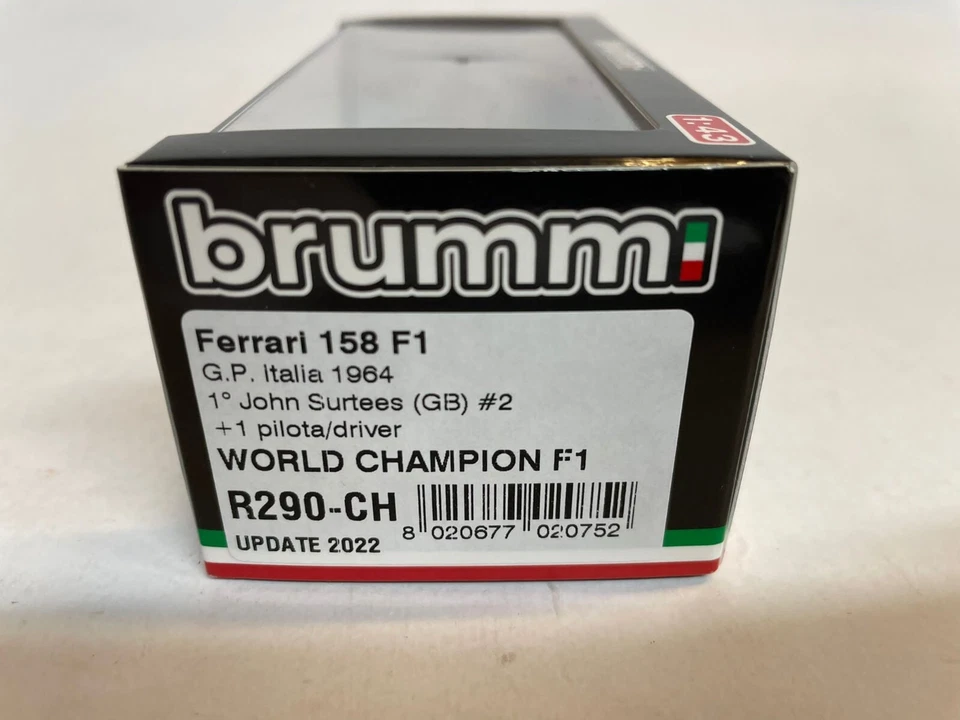 1:43
brumm
Ferrari 158 F1
G.P. Italia 1964
1° John Surtees (GB) #2
+1 pilota/driver
WORLD CHAMPION F1
R290-CH
8 020677 020752
UPDATE 2022